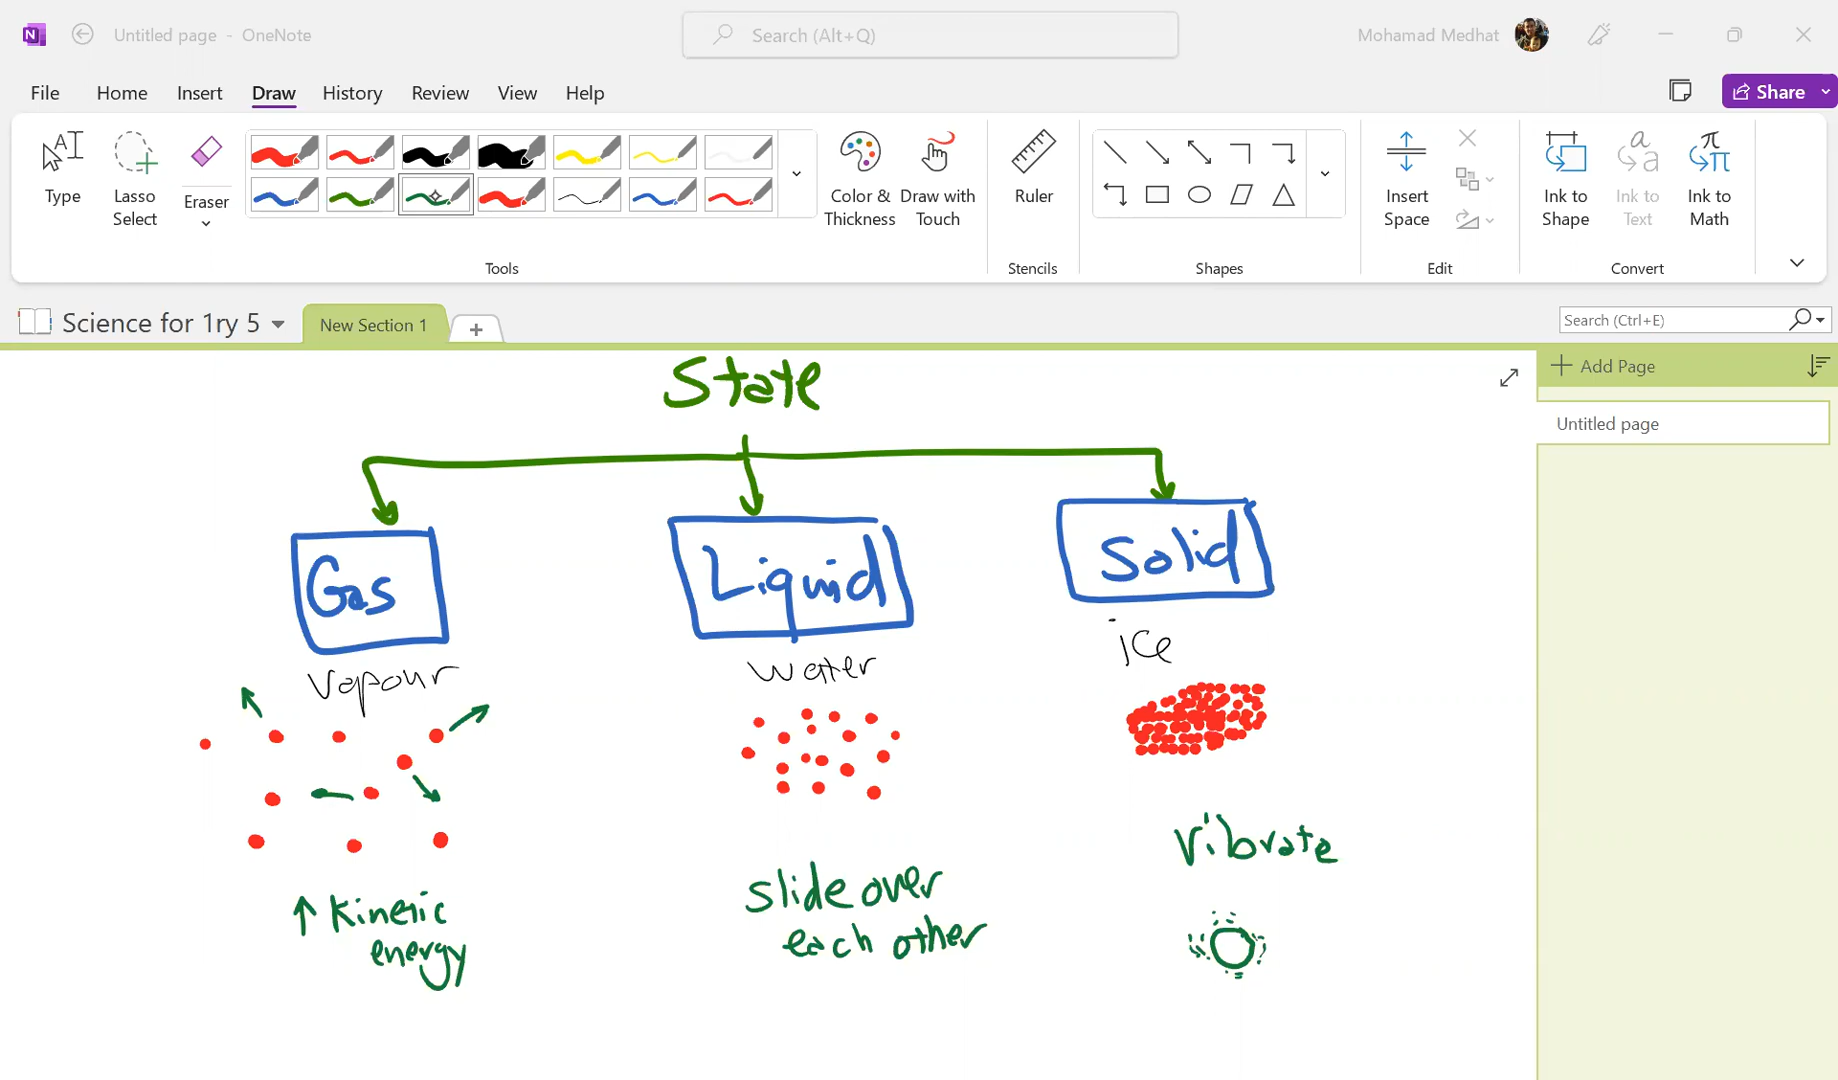 Untitled page - OneNote
Search (Alt+Q)
Mohamad Medhat
File Home Insert Draw History Review View Help
Share
Type
Lasso Select
Eraser
Color & Thickness
Draw with Touch
Ruler
Insert Space
Ink to Shape
Ink to Text
Ink to Math
Tools Stencils Shapes Edit Convert
Science for 1ry 5
New Section 1
Search (Ctrl+E)
Add Page
Untitled page
State
Gas Liquid Solid
Vapour water ice
Vibrate
↑ Kinetic energy
slide over
each other